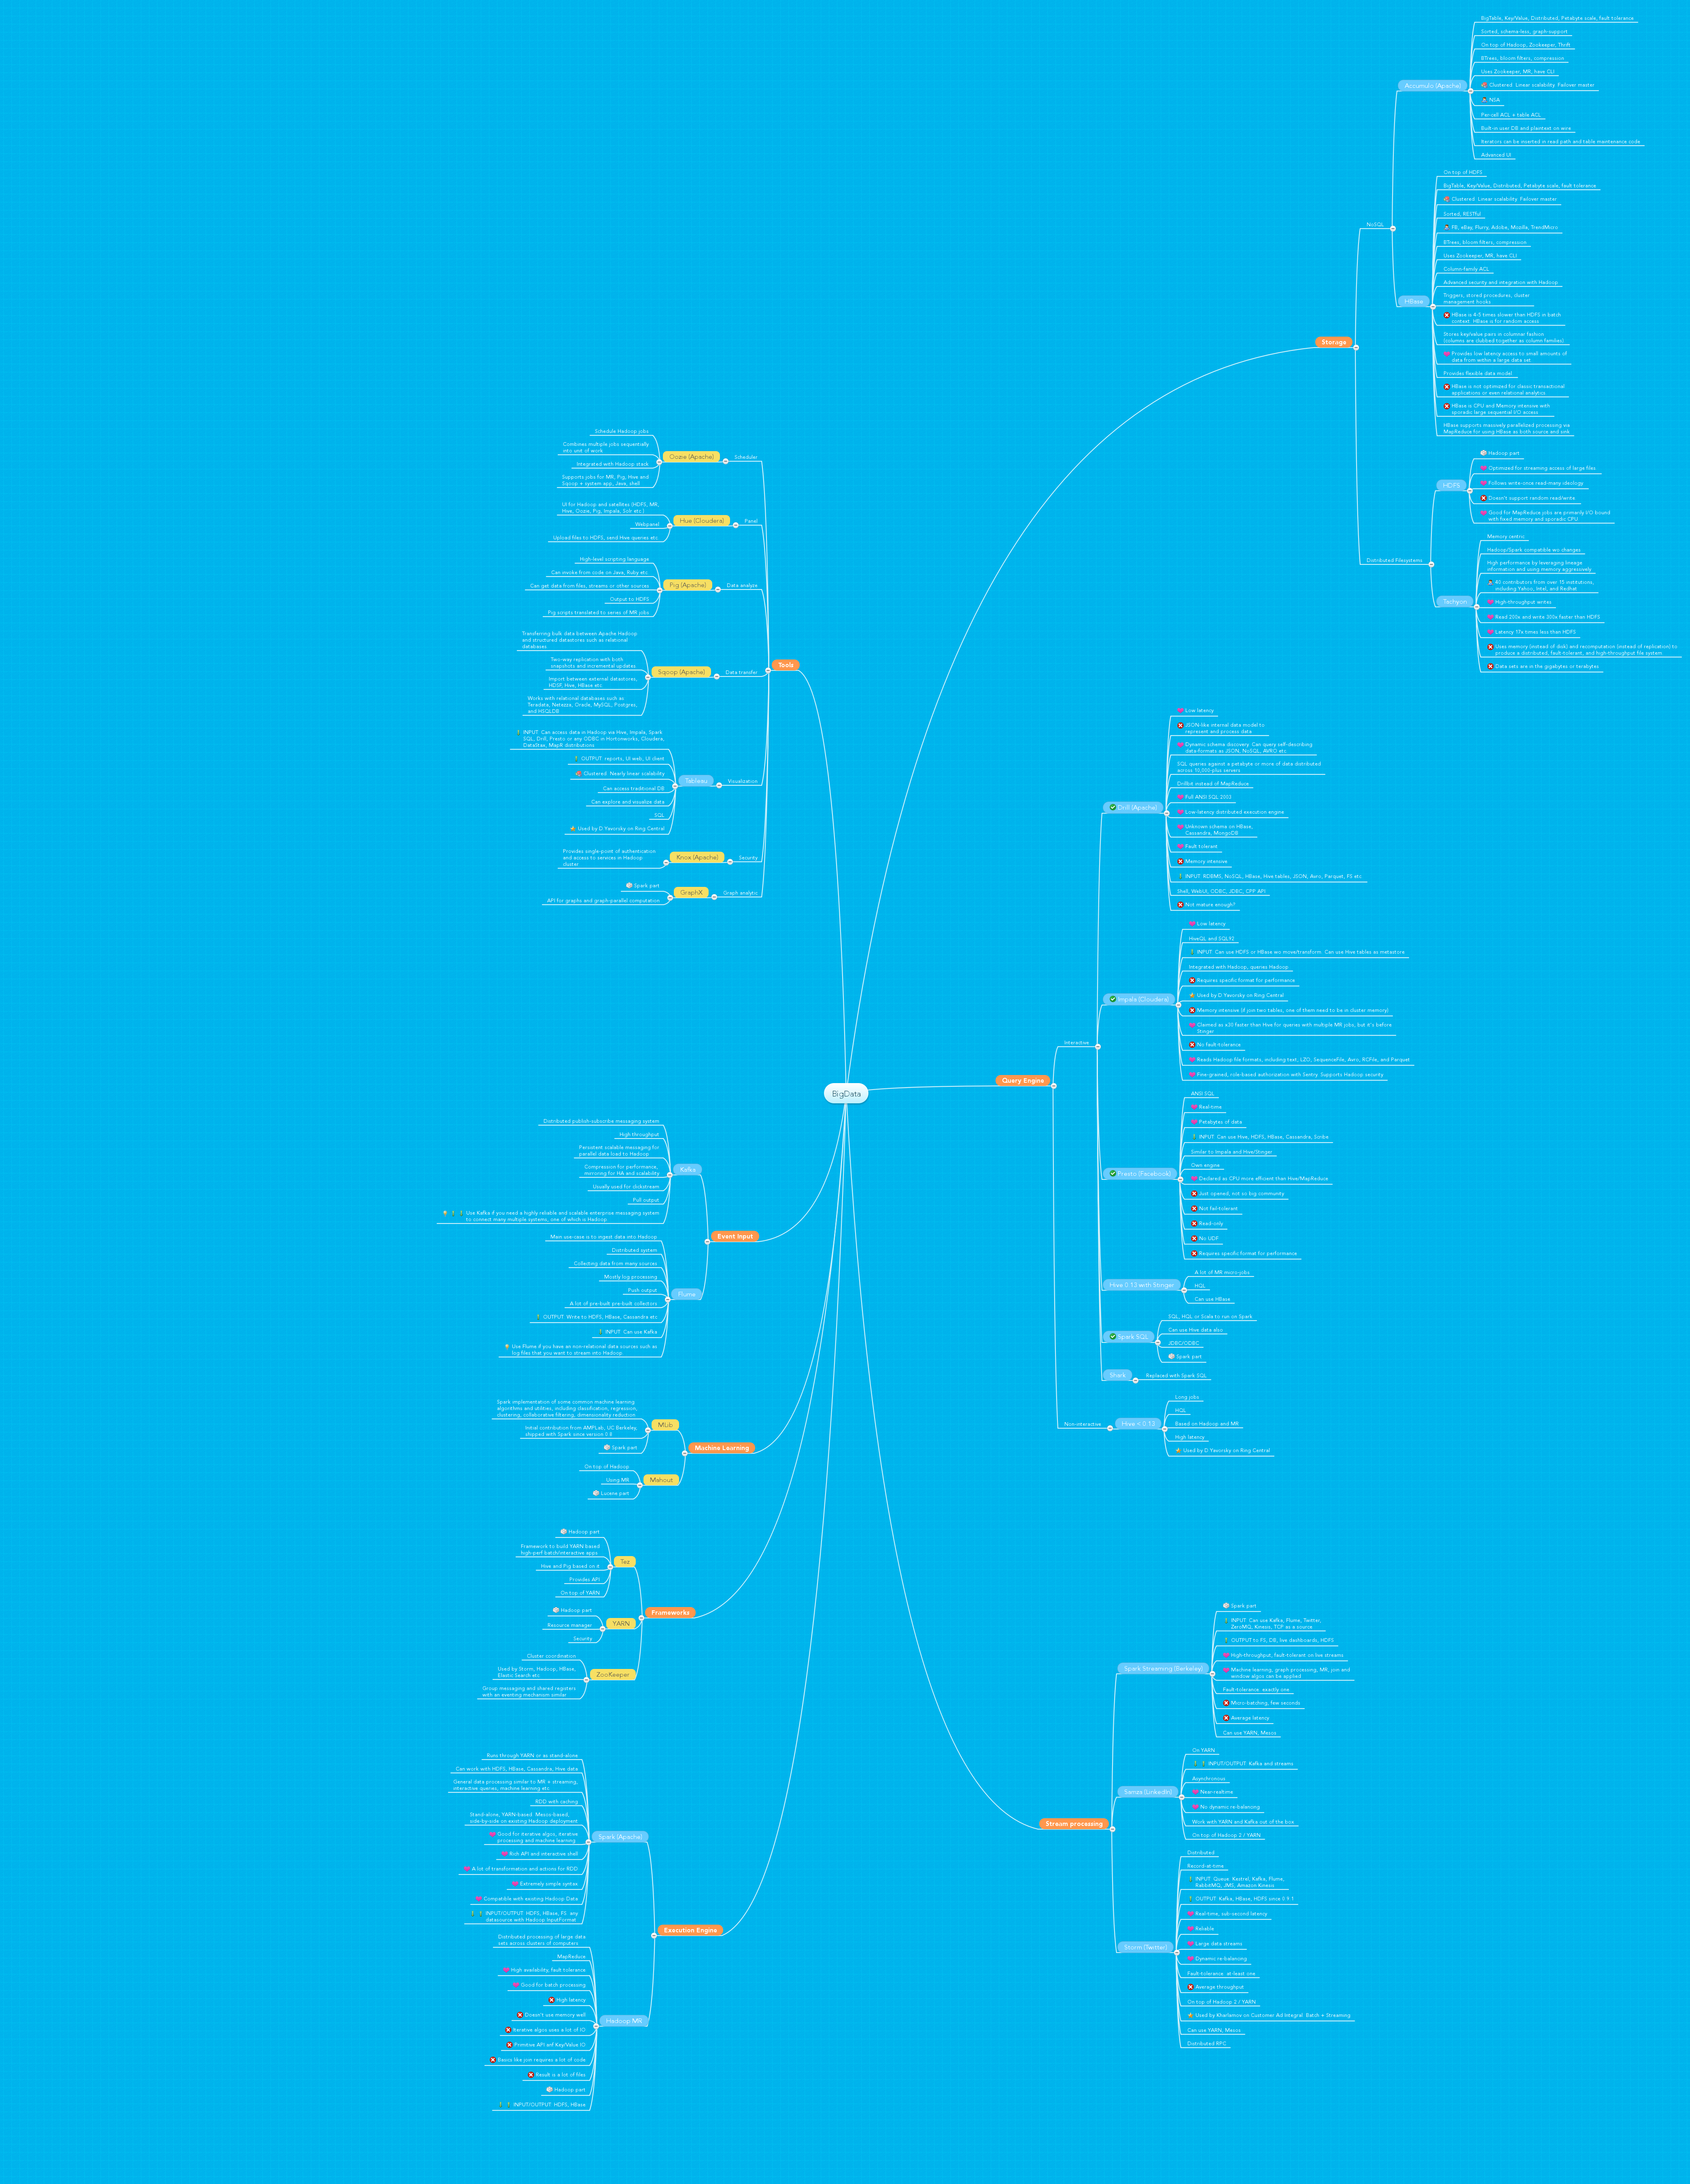 BigData
Storage
NoSQL
Accumulo (Apache)
BigTable, Key/Value, Distributed, Petabyte scale, fault tolerance
Sorted, schema-less, graph-support
On top of Hadoop, Zookeeper, Thrift
BTrees, bloom filters, compression
Uses Zookeeper, MR, have CLI
Clustered. Linear scalability. Failover master
NSA
Per-cell ACL + table ACL
Built-in user DB and plaintext on wire
Iterators can be inserted in read path and table maintenance code
Advanced UI
HBase
On top of HDFS
BigTable, Key/Value, Distributed, Petabyte scale, fault tolerance
Clustered. Linear scalability. Failover master
Sorted, RESTful
FB, eBay, Flurry, Adobe, Mozilla, TrendMicro
BTrees, bloom filters, compression
Uses Zookeeper, MR, have CLI
Column-family ACL
Advanced security and integration with Hadoop
Triggers, stored procedures, cluster
management hooks
HBase is 4-5 times slower than HDFS in batch
context. HBase is for random access
Stores key/value pairs in columnar fashion
(columns are clubbed together as column families)
Provides low latency access to small amounts of
data from within a large data set
Provides flexible data model
HBase is not optimized for classic transactional
applications or even relational analytics
HBase is CPU and Memory intensive with
sporadic large sequential I/O access
HBase supports massively parallelized processing via
MapReduce for using HBase as both source and sink
Distributed Filesystems
HDFS
Hadoop part
Optimized for streaming access of large files
Follows write-once read-many ideology
Doesn't support random read/write
Good for MapReduce jobs are primarily I/O bound
with fixed memory and sporadic CPU
Tachyon
Memory centric
Hadoop/Spark compatible wo changes
High performance by leveraging lineage
information and using memory aggressively
40 contributors from over 15 institutions,
including Yahoo, Intel, and Redhat
High-throughput writes
Read 200x and write 300x faster than HDFS
Latency 17x times less than HDFS
Uses memory (instead of disk) and recomputation (instead of replication) to
produce a distributed, fault-tolerant, and high-throughput file system
Data sets are in the gigabytes or terabytes
Query Engine
Interactive
Drill (Apache)
Low latency
JSON-like internal data model to
represent and process data
Dynamic schema discovery. Can query self-describing
data-formats as JSON, NoSQL, AVRO etc
SQL queries against a petabyte or more of data distributed
across 10,000-plus servers
Drillbit instead of MapReduce
Full ANSI SQL 2003
Low-latency distributed execution engine
Unknown schema on HBase,
Cassandra, MongoDB
Fault tolerant
Memory intensive
INPUT: RDBMS, NoSQL, HBase, Hive tables, JSON, Avro, Parquet, FS etc
Shell, WebUI, ODBC, JDBC, CPP API
Not mature enough?
Impala (Cloudera)
Low latency
HiveQL and SQL92
INPUT: Can use HDFS or HBase wo move/transform. Can use Hive tables as metastore
Integrated with Hadoop, queries Hadoop
Requires specific format for performance
Used by D Yavorsky on Ring Central
Memory intensive (if join two tables, one of them need to be in cluster memory)
Claimed as x30 faster than Hive for queries with multiple MR jobs, but it's before
Stinger
No fault-tolerance
Reads Hadoop file formats, including text, LZO, SequenceFile, Avro, RCFile, and Parquet
Fine-grained, role-based authorization with Sentry. Supports Hadoop security
Presto (Facebook)
ANSI SQL
Real-time
Petabytes of data
INPUT: Can use Hive, HDFS, HBase, Cassandra, Scribe
Similar to Impala and Hive/Stinger
Own engine
Declared as CPU more efficient than Hive/MapReduce
Just opened, not so big community
Not Fail-tolerant
Read-only
No UDF
Requires specific format for performance
Hive 0.13 with Stinger
A lot of MR micro-jobs
HQL
Can use HBase
Spark SQL
SQL, HQL or Scala to run on Spark
Can use Hive data also
JDBC/ODBC
Spark part
Shark
Replaced with Spark SQL
Non-interactive
Hive < 0.13
Long jobs
HQL
Based on Hadoop and MR
High latency
Used by D Yavorsky on Ring Central
Stream processing
Spark Streaming (Berkeley)
Spark part
INPUT: Can use Kafka, Flume, Twitter,
ZeroMQ, Kinesis, TCP as a source
OUTPUT to FS, DB, live dashboards, HDFS
High-throughput, fault-tolerant on live streams
Machine learning, graph processing, MR, join and
window algos can be applied
Fault-tolerance: exactly one
Micro-batching, few seconds
Average latency
Can use YARN, Mesos
Samza (LinkedIn)
On YARN
INPUT/OUTPUT: Kafka and streams
Asynchronous
Near-realtime
No dynamic re-balancing
Work with YARN and Kafka out of the box
On top of Hadoop 2 / YARN
Storm (Twitter)
Distributed
Record-at-time
INPUT: Queue: Kestrel, Kafka, Flume,
RabbitMQ, JMS, Amazon Kinesis
OUTPUT: Kafka, HBase, HDFS since 0.9.1
Real-time, sub-second latency
Reliable
Large data streams
Dynamic re-balancing
Fault-tolerance: at-least one
Average throughput
On top of Hadoop 2 / YARN
Used by Kharlamov on Customer Ad Integral. Batch + Streaming
Can use YARN, Mesos
Distributed RPC
Tools
Scheduler
Oozie (Apache)
Schedule Hadoop jobs
Combines multiple jobs sequentially
into unit of work
Integrated with Hadoop stack
Supports jobs for MR, Pig, Hive and
Sqoop + system app, Java, shell
Panel
Hue (Cloudera)
UI for Hadoop and satellites (HDFS, MR,
Hive, Oozie, Pig, Impala, Solr etc.)
Webpanel
Upload files to HDFS, send Hive queries etc
Data analyze
Pig (Apache)
High-level scripting language
Can invoke from code on Java, Ruby etc
Can get data from files, streams or other sources
Output to HDFS
Pig scripts translated to series of MR jobs
Data transfer
Sqoop (Apache)
Transferring bulk data between Apache Hadoop
and structured datastores such as relational
databases
Two-way replication with both
snapshots and incremental updates
Import between external datastores,
HDSF, Hive, HBase etc
Works with relational databases such as
Teradata, Netezza, Oracle, MySQL, Postgres,
and HSQLDB
Visualization
Tableau
INPUT: Can access data in Hadoop via Hive, Impala, Spark
SQL, Drill, Presto or any ODBC in Hortonworks, Cloudera,
DataStax, MapR distributions
OUTPUT: reports, UI web, UI client
Clustered. Nearly linear scalability
Can access traditional DB
Can explore and visualize data
SQL
Used by D Yavorsky on Ring Central
Security
Knox (Apache)
Provides single-point of authentication
and access to services in Hadoop
cluster
Graph analytic
GraphX
Spark part
API for graphs and graph-parallel computation
Event Input
Kafka
Distributed publish-subscribe messaging system
High throughput
Persistent scalable messaging for
parallel data load to Hadoop
Compression for performance,
mirroring for HA and scalability
Usually used for clickstream
Pull output
Use Kafka if you need a highly reliable and scalable enterprise messaging system
to connect many multiple systems, one of which is Hadoop
Flume
Main use-case is to ingest data into Hadoop
Distributed system
Collecting data from many sources
Mostly log processing
Push output
A lot of pre-built pre-built collectors
OUTPUT: Write to HDFS, HBase, Cassandra etc
INPUT: Can use Kafka
Use Flume if you have an non-relational data sources such as
log files that you want to stream into Hadoop
Machine Learning
MLib
Spark implementation of some common machine learning
algorithms and utilities, including classification, regression,
clustering, collaborative filtering, dimensionality reduction
Initial contribution from AMPLab, UC Berkeley,
shipped with Spark since version 0.8
Spark part
Mahout
On top of Hadoop
Using MR
Lucene part
Frameworks
Tez
Hadoop part
Framework to build YARN based
high-perf batch/interactive apps
Hive and Pig based on it
Provides API
On top of YARN
YARN
Hadoop part
Resource manager
Security
ZooKeeper
Cluster coordination
Used by Storm, Hadoop, HBase,
Elastic Search etc
Group messaging and shared registers
with an eventing mechanism similar
Execution Engine
Spark (Apache)
Runs through YARN or as stand-alone
Can work with HDFS, HBase, Cassandra, Hive data
General data processing similar to MR + streaming,
interactive queries, machine learning etc
RDD with caching
Stand-alone, YARN-based, Mesos-based,
side-by-side on existing Hadoop deployment
Good for iterative algos, iterative
processing and machine learning
Rich API and interactive shell
A lot of transformation and actions for RDD
Extremely simple syntax
Compatible with existing Hadoop Data
INPUT/OUTPUT: HDFS, HBase, FS, any
datasource with Hadoop InputFormat
Hadoop MR
Distributed processing of large data
sets across clusters of computers
MapReduce
High availability, fault tolerance
Good for batch processing
High latency
Doesn't use memory well
Iterative algos uses a lot of IO
Primitive API anf Key/Value IO
Basics like join requires a lot of code
Result is a lot of files
Hadoop part
INPUT/OUTPUT: HDFS, HBase